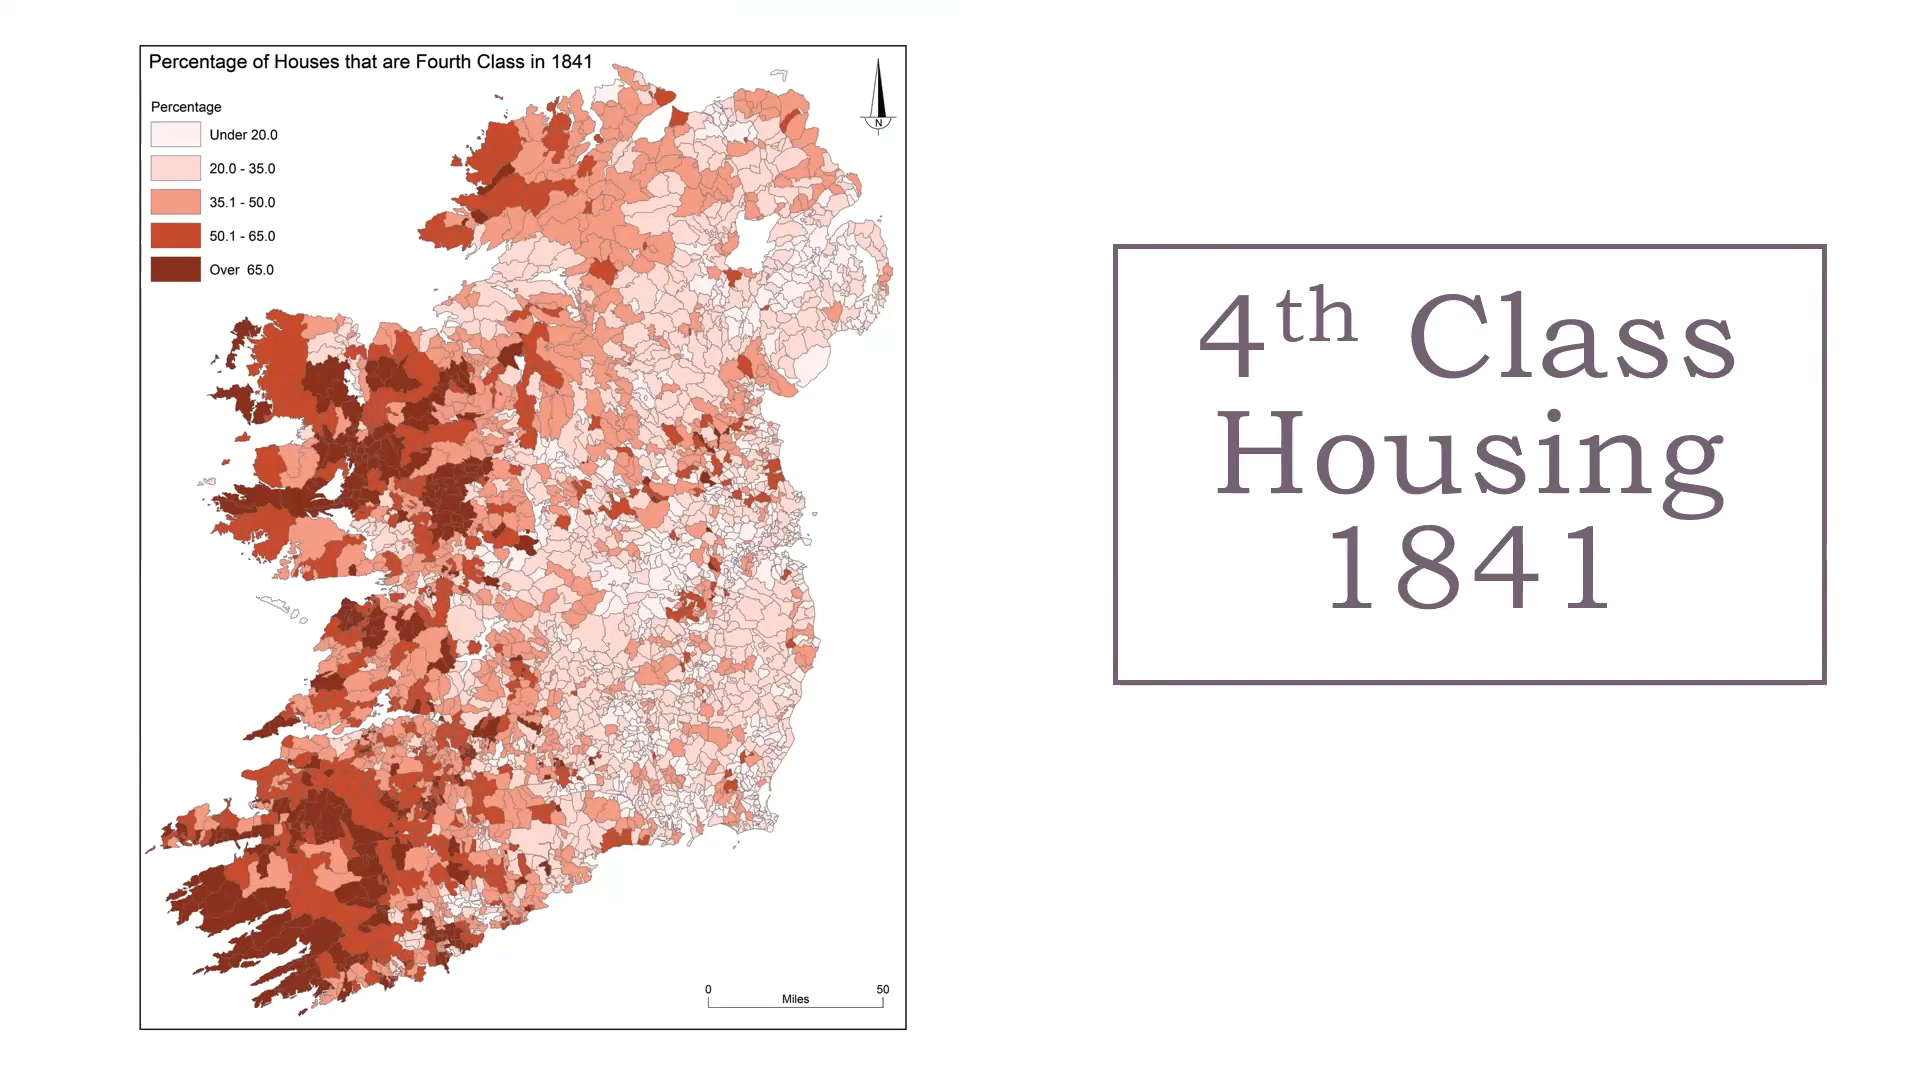 Percentage of Houses that are Fourth Class in 1841
Percentage
Under 20.0
20.0 - 35.0
35.1 - 50.0
50.1 - 65.0
Over 65.0
N
0 50
Miles
4th Class
Housing
1841